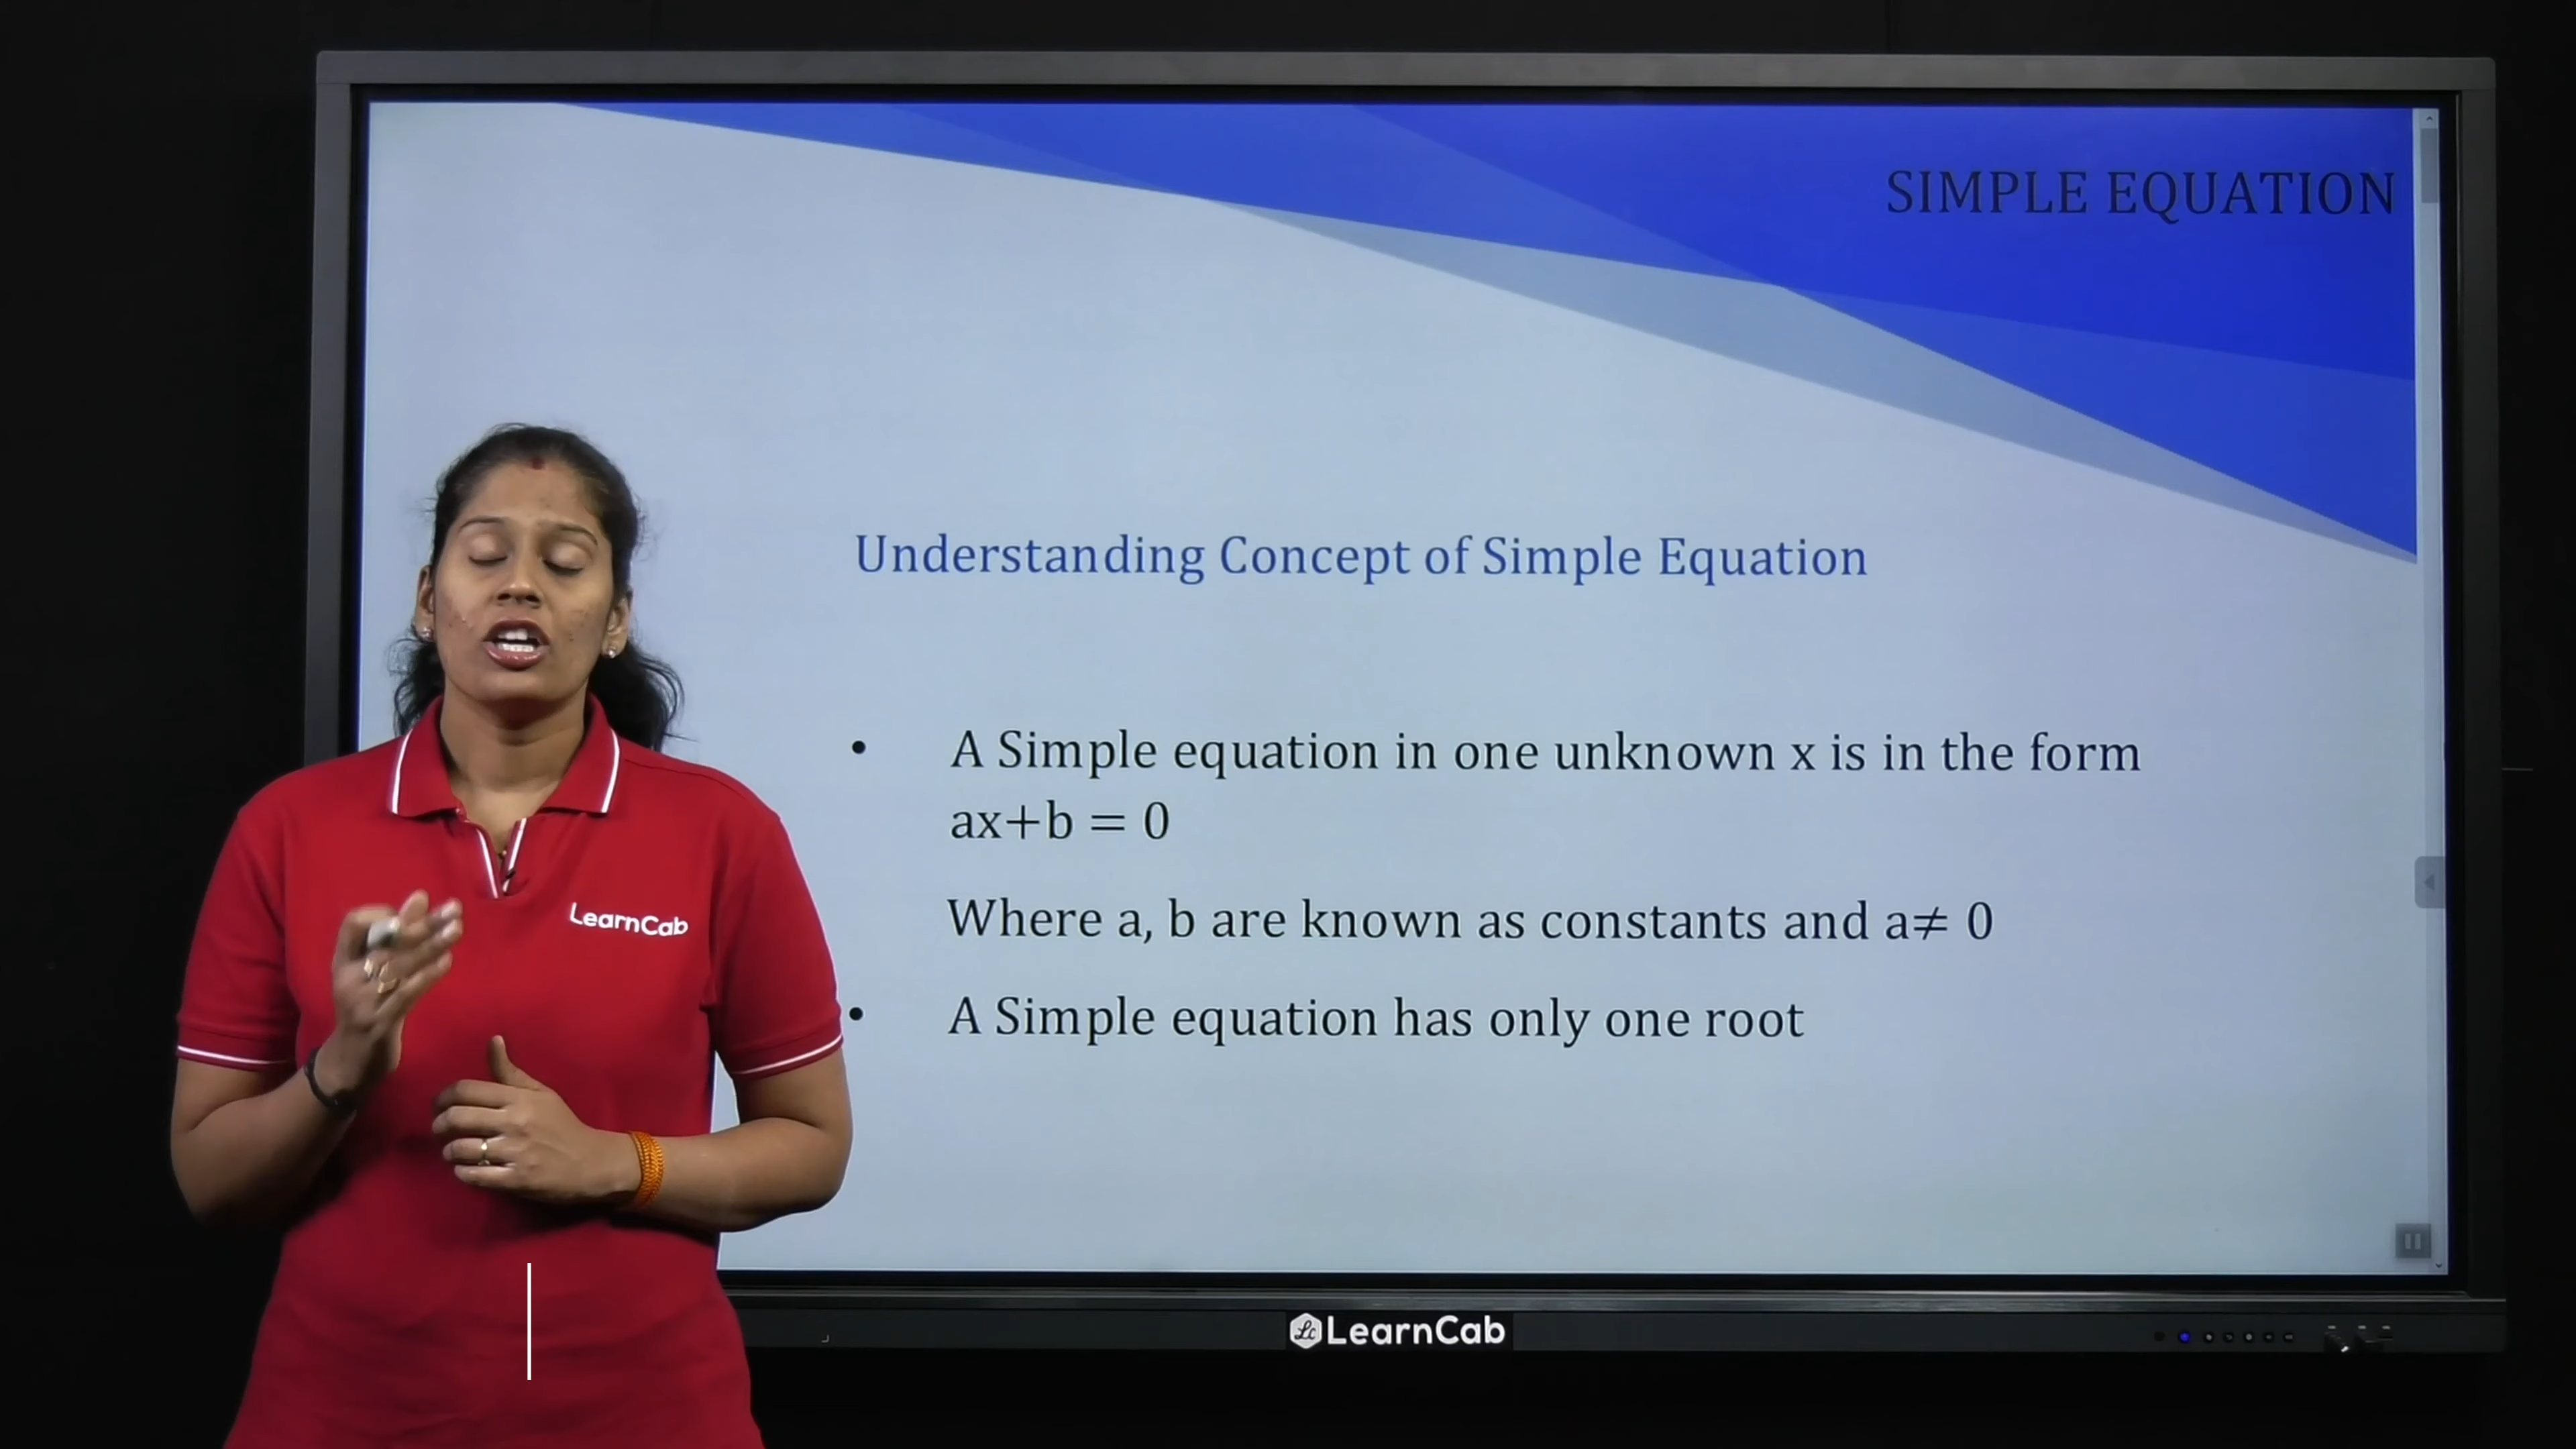 SIMPLE EQUATION
Understanding Concept of Simple Equation
• A Simple equation in one unknown x is in the form
ax+b = 0
Where a, b are known as constants and a≠ 0
• A Simple equation has only one root
LearnCab
Lc LearnCab